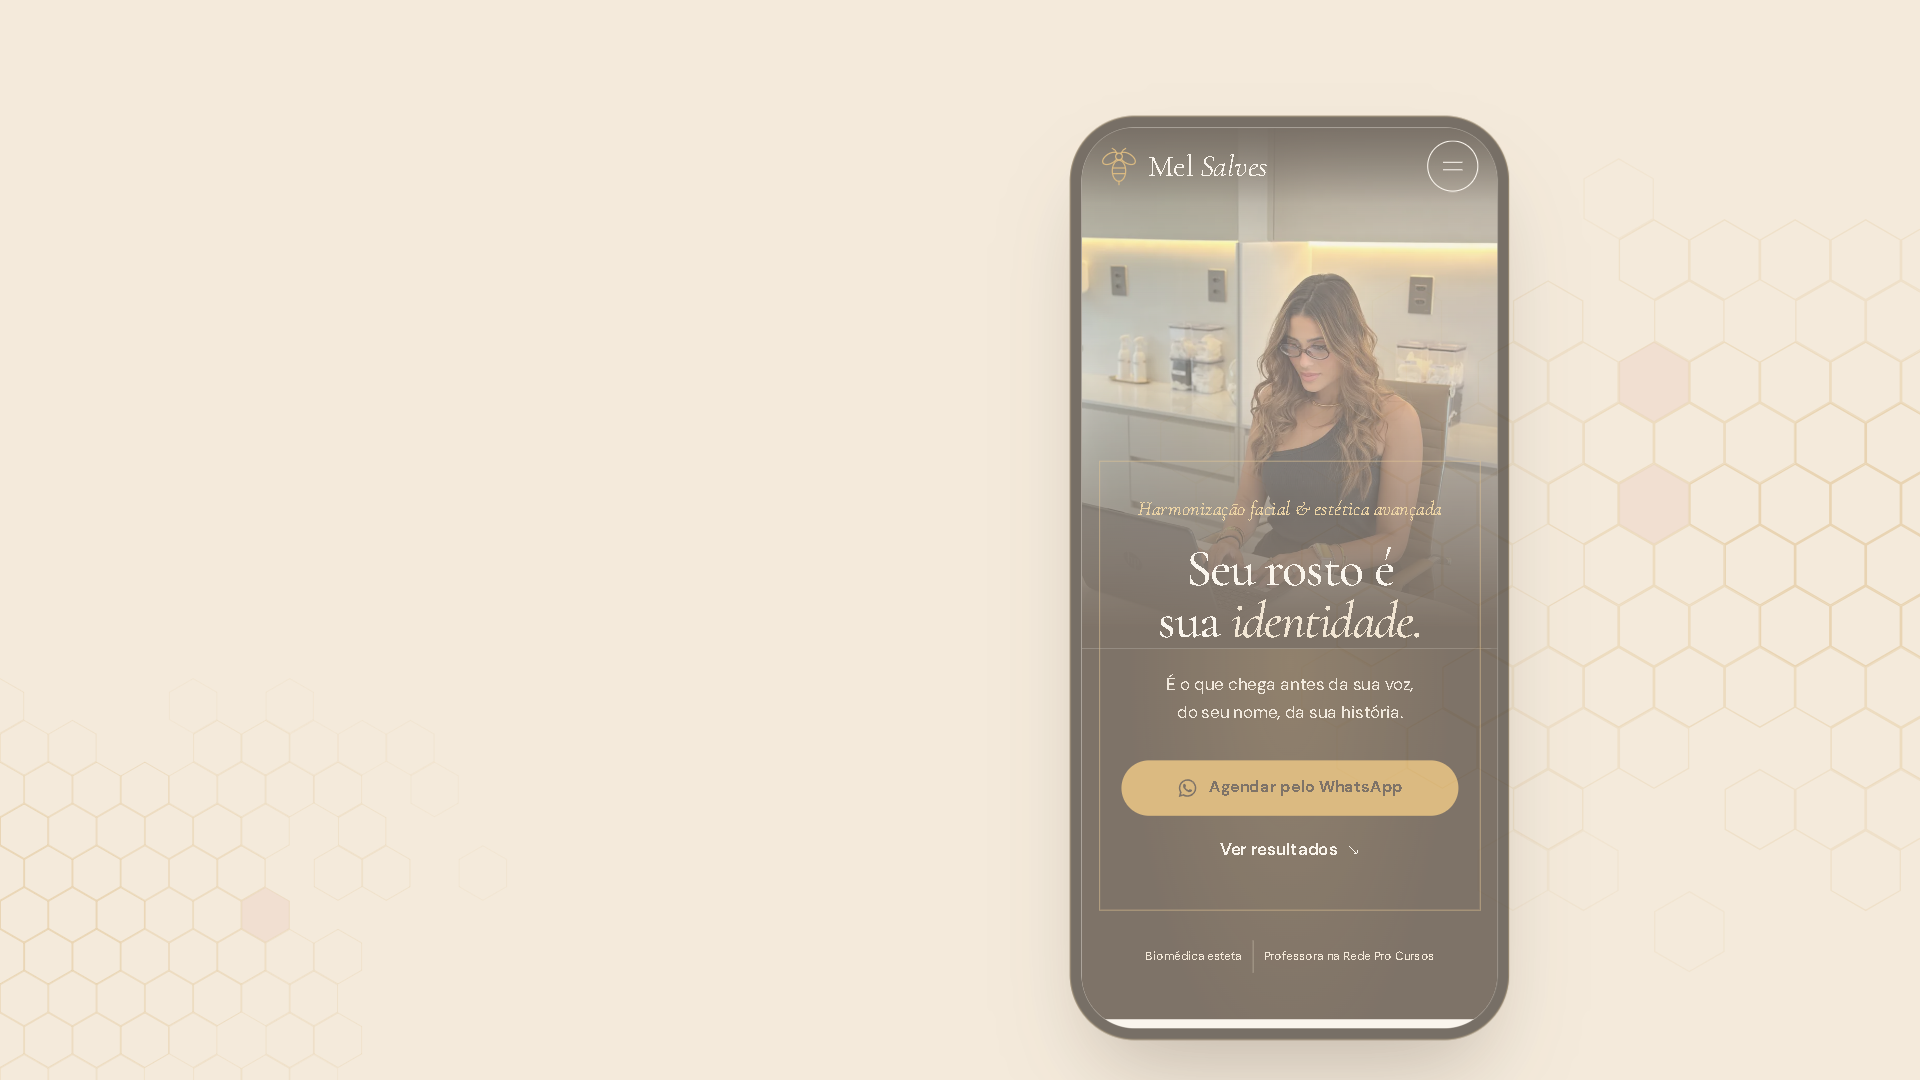 Mel Salves
Harmonização facial & estética avançada
Seu rosto é
sua identidade.
É o que chega antes da sua voz,
do seu nome, da sua história.
Agendar pelo WhatsApp
Ver resultados ↘
Biomédica esteta
Professora na Rede Pro Cursos